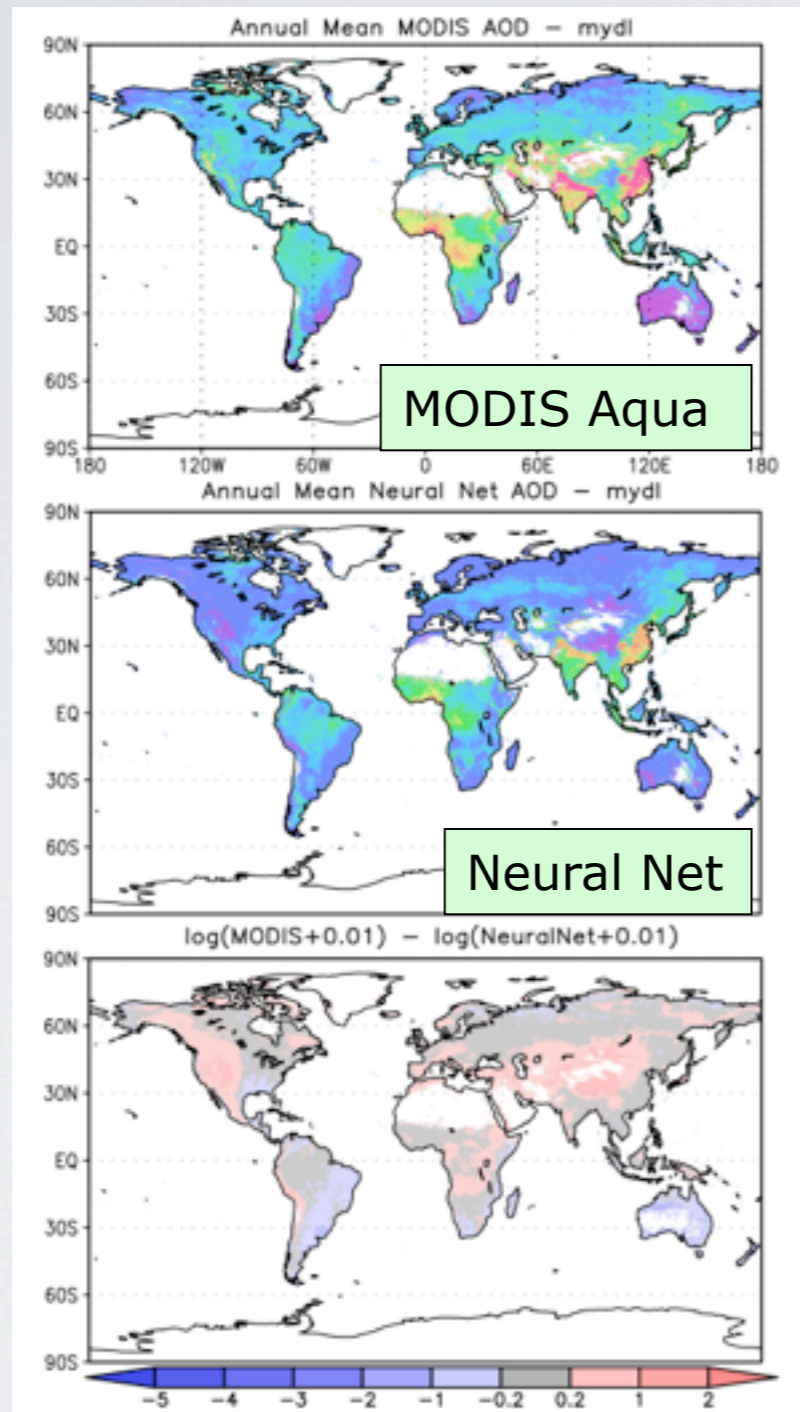 Annual Mean MODIS AOD – mydl
90N
60N
30N
EQ
30S
60S
90S
MODIS Aqua
180 120W 60W 0 60E 120E 180
Annual Mean Neural Net AOD – mydl
90N
60N
30N
EQ
30S
60S
90S
Neural Net
log(MODIS+0.01) – log(NeuralNet+0.01)
90N
60N
30N
EQ
30S
60S
90S
-5 -4 -3 -2 -1 -0.2 0.2 1 2